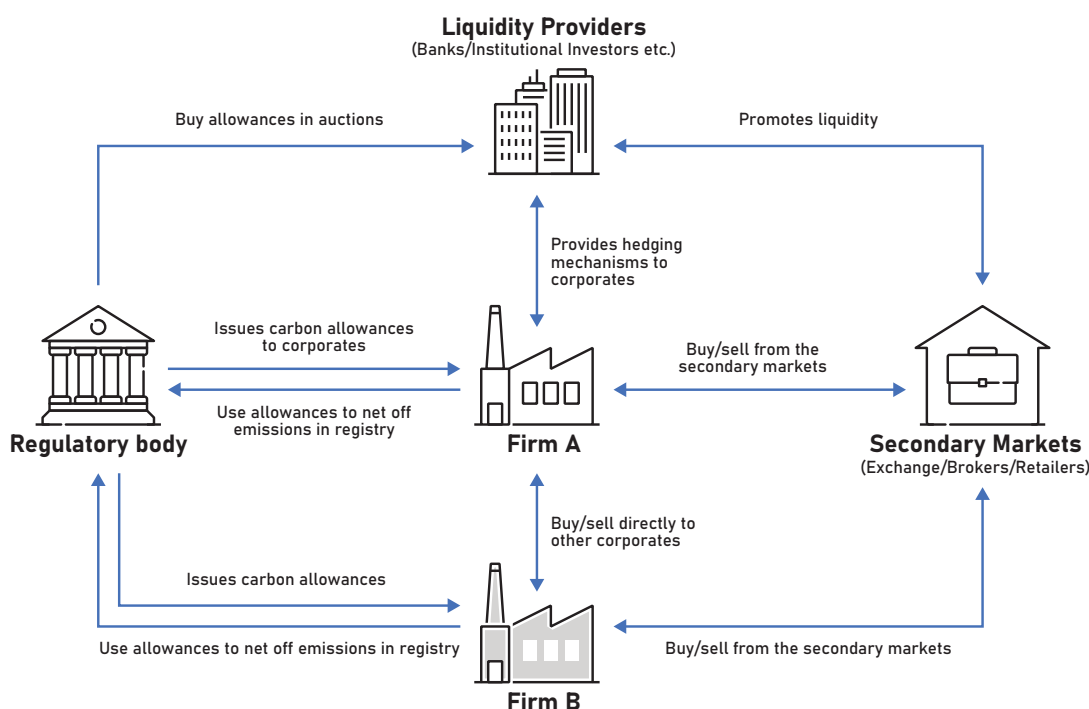 Liquidity Providers
(Banks/Institutional Investors etc.)
Buy allowances in auctions
Promotes liquidity
Provides hedging
mechanisms to
corporates
Issues carbon allowances
to corporates
Buy/sell from the
secondary markets
Use allowances to net off
emissions in registry
Regulatory body
Firm A
Secondary Markets
(Exchange/Brokers/Retailers)
Buy/sell directly to
other corporates
Issues carbon allowances
Use allowances to net off emissions in registry
Buy/sell from the secondary markets
Firm B